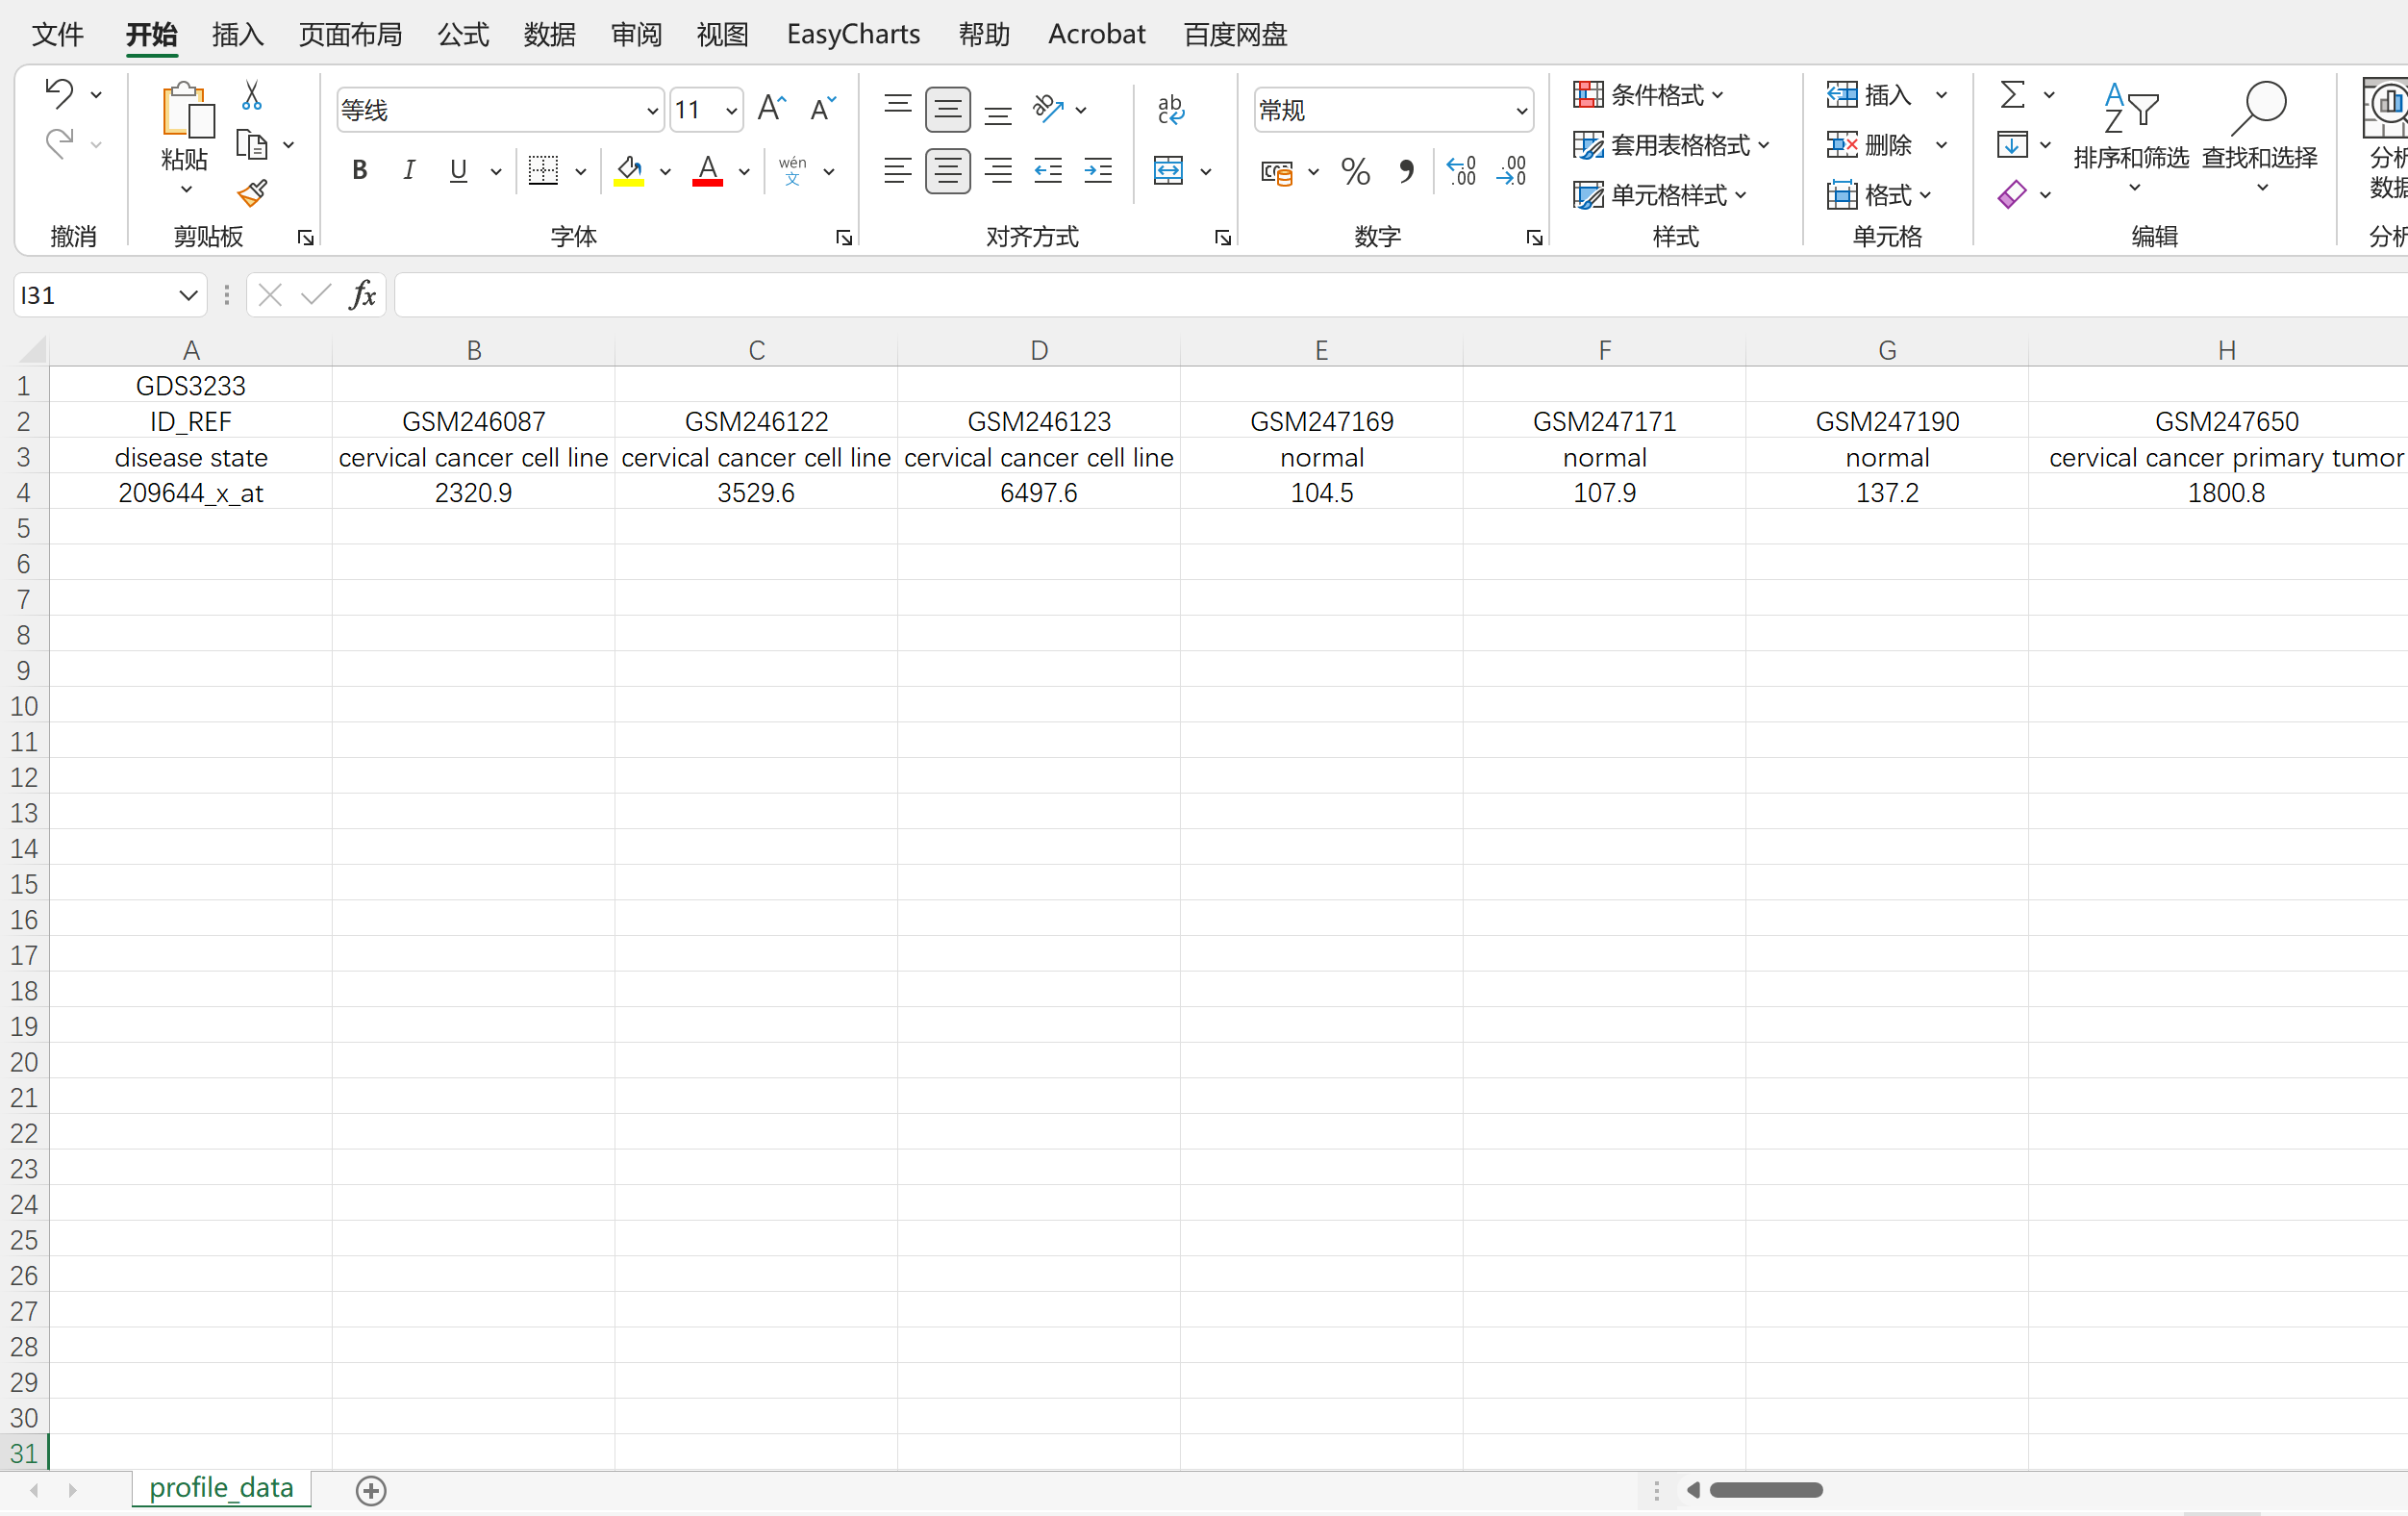 文件 开始 插入 页面布局 公式 数据 审阅 视图 EasyCharts 帮助 Acrobat 百度网盘
粘贴
撤消 剪贴板
等线 11
B I U wén 文
字体
ab
c
对齐方式
常规
% .00 .0
数字
条件格式
套用表格格式
单元格样式
样式
插入
删除
格式
单元格
排序和筛选 查找和选择
编辑
I31 fx
A B C D E F G H
1 GDS3233
2 ID_REF GSM246087 GSM246122 GSM246123 GSM247169 GSM247171 GSM247190 GSM247650
3 disease state cervical cancer cell line cervical cancer cell line cervical cancer cell line normal normal normal cervical cancer primary tumor
4 209644_x_at 2320.9 3529.6 6497.6 104.5 107.9 137.2 1800.8
5
6
7
8
9
10
11
12
13
14
15
16
17
18
19
20
21
22
23
24
25
26
27
28
29
30
31
profile_data